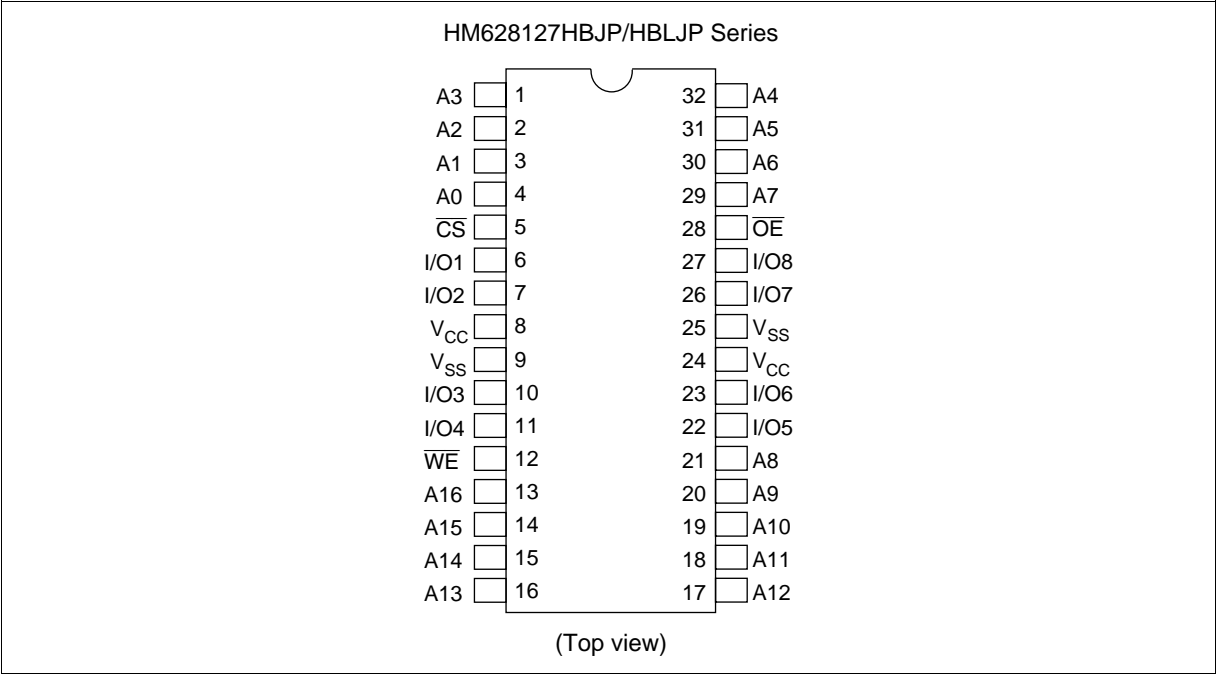 HM628127HBJP/HBLJP Series
A3 1 32 A4
A2 2 31 A5
A1 3 30 A6
A0 4 29 A7
C̅S̅ 5 28 O̅E̅
I/O1 6 27 I/O8
I/O2 7 26 I/O7
VCC 8 25 VSS
VSS 9 24 VCC
I/O3 10 23 I/O6
I/O4 11 22 I/O5
W̅E̅ 12 21 A8
A16 13 20 A9
A15 14 19 A10
A14 15 18 A11
A13 16 17 A12
(Top view)